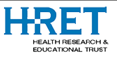 HRET
HEALTH RESEARCH &
EDUCATIONAL TRUST